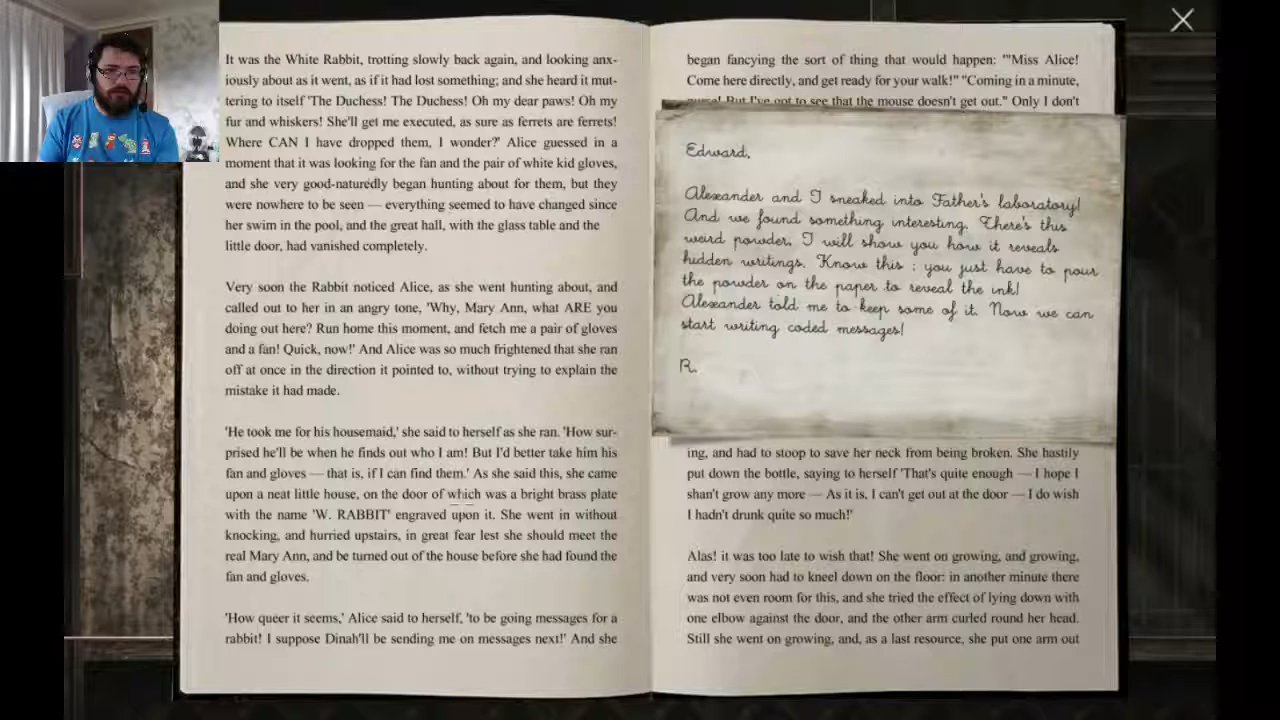 It was the White Rabbit, trotting slowly back again, and looking anx-
iously about as it went, as if it had lost something; and she heard it mut-
tering to itself 'The Duchess! The Duchess! Oh my dear paws! Oh my
fur and whiskers! She'll get me executed, as sure as ferrets are ferrets!
Where CAN I have dropped them, I wonder?' Alice guessed in a
moment that it was looking for the fan and the pair of white kid gloves,
and she very good-naturedly began hunting about for them, but they
were nowhere to be seen — everything seemed to have changed since
her swim in the pool, and the great hall, with the glass table and the
little door, had vanished completely.
Very soon the Rabbit noticed Alice, as she went hunting about, and
called out to her in an angry tone, 'Why, Mary Ann, what ARE you
doing out here? Run home this moment, and fetch me a pair of gloves
and a fan! Quick, now!' And Alice was so much frightened that she ran
off at once in the direction it pointed to, without trying to explain the
mistake it had made.
'He took me for his housemaid,' she said to herself as she ran. 'How sur-
prised he'll be when he finds out who I am! But I'd better take him his
fan and gloves — that is, if I can find them.' As she said this, she came
upon a neat little house, on the door of which was a bright brass plate
with the name 'W. RABBIT' engraved upon it. She went in without
knocking, and hurried upstairs, in great fear lest she should meet the
real Mary Ann, and be turned out of the house before she had found the
fan and gloves.
'How queer it seems,' Alice said to herself, 'to be going messages for a
rabbit! I suppose Dinah'll be sending me on messages next!' And she
began fancying the sort of thing that would happen: '"Miss Alice!
Come here directly, and get ready for your walk!" "Coming in a minute,
nurse! But I've got to see that the mouse doesn't get out." Only I don't
Edward,
Alexander and I sneaked into Father's laboratory!
And we found something interesting. There's this
weird powder. I will show you how it reveals
hidden writings. Know this : you just have to pour
the powder on the paper to reveal the ink!
Alexander told me to keep some of it. Now we can
start writing coded messages!
R.
ing, and had to stoop to save her neck from being broken. She hastily
put down the bottle, saying to herself 'That's quite enough — I hope I
shan't grow any more — As it is, I can't get out at the door — I do wish
I hadn't drunk quite so much!'
Alas! it was too late to wish that! She went on growing, and growing,
and very soon had to kneel down on the floor: in another minute there
was not even room for this, and she tried the effect of lying down with
one elbow against the door, and the other arm curled round her head.
Still she went on growing, and, as a last resource, she put one arm out